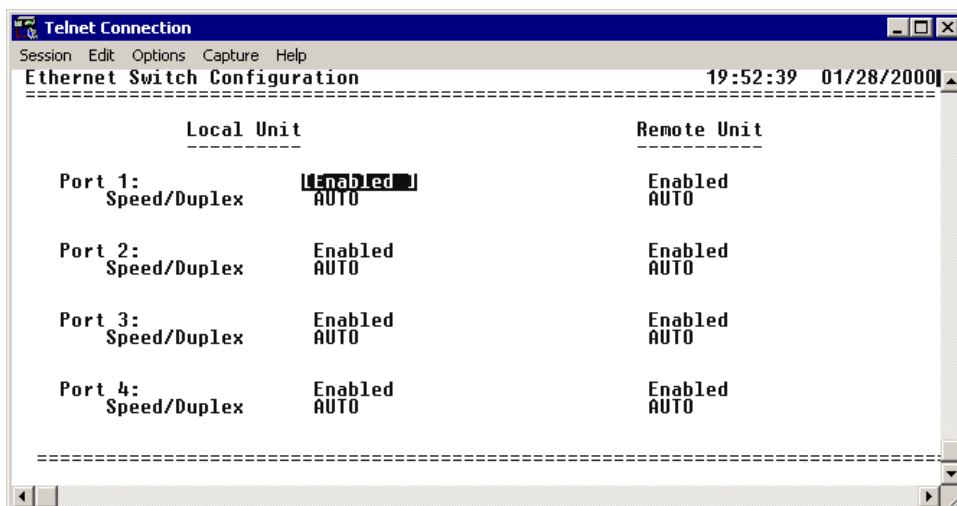 Telnet Connection
Session Edit Options Capture Help
Ethernet Switch Configuration 19:52:39 01/28/2000
===============================================================================
Local Unit Remote Unit
---------- -----------
Port 1: [Enabled ] Enabled
Speed/Duplex AUTO AUTO
Port 2: Enabled Enabled
Speed/Duplex AUTO AUTO
Port 3: Enabled Enabled
Speed/Duplex AUTO AUTO
Port 4: Enabled Enabled
Speed/Duplex AUTO AUTO
===============================================================================